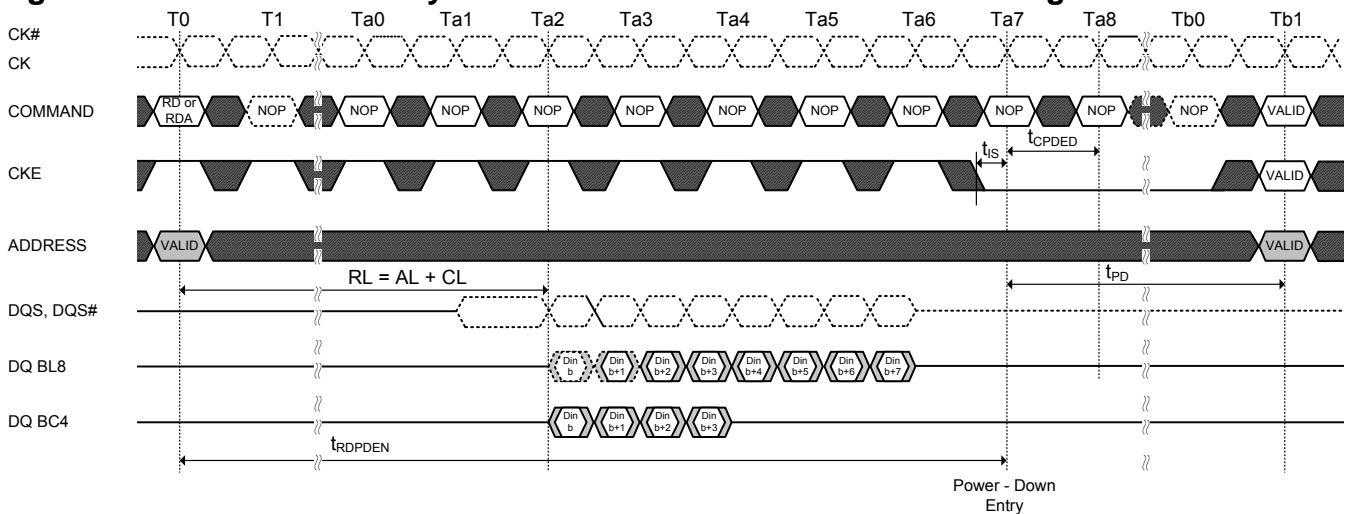 T0 T1 Ta0 Ta1 Ta2 Ta3 Ta4 Ta5 Ta6 Ta7 Ta8 Tb0 Tb1
CK#
CK
COMMAND RD or RDA NOP NOP NOP NOP NOP NOP NOP NOP NOP NOP NOP VALID
tIS tCPDED
CKE VALID
ADDRESS VALID VALID
RL = AL + CL tPD
DQS, DQS#
DQ BL8 Din b Din b+1 Din b+2 Din b+3 Din b+4 Din b+5 Din b+6 Din b+7
DQ BC4 Din b Din b+1 Din b+2 Din b+3
tRDPDEN
Power - Down
Entry